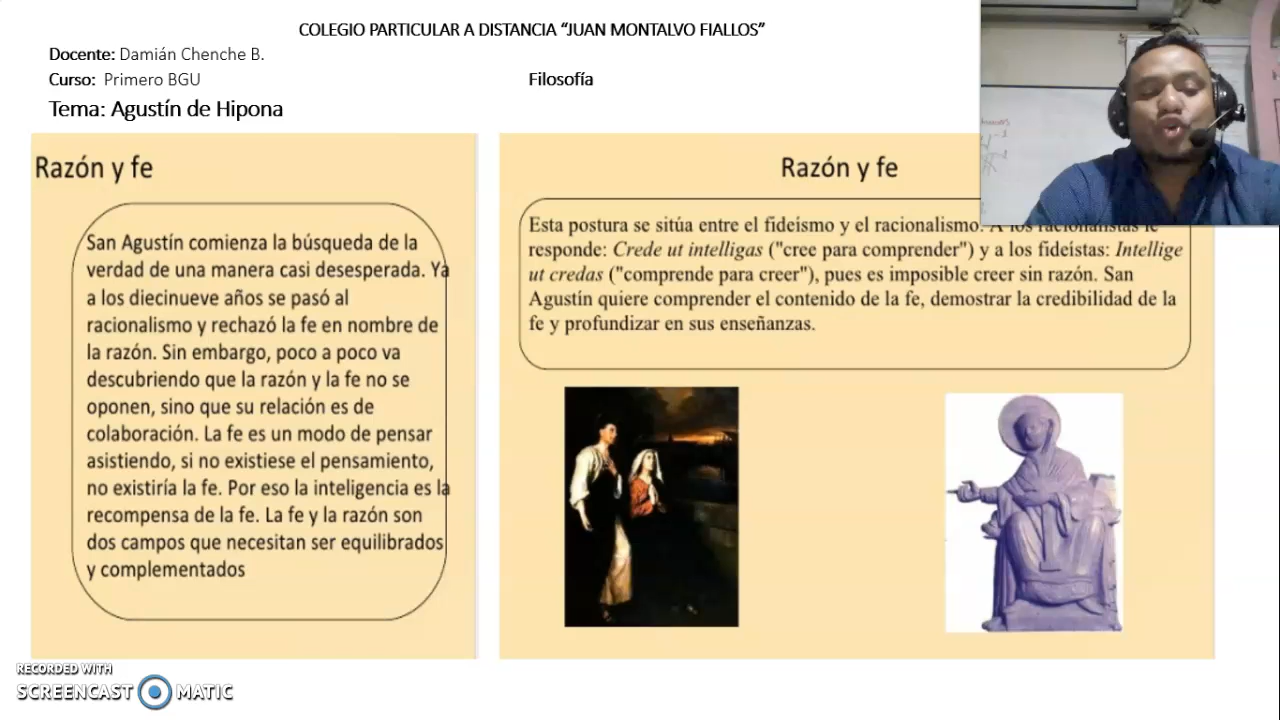 COLEGIO PARTICULAR A DISTANCIA “JUAN MONTALVO FIALLOS”
Docente: Damián Chenche B.
Curso: Primero BGU
Filosofía
Tema: Agustín de Hipona
Razón y fe
San Agustín comienza la búsqueda de la
verdad de una manera casi desesperada. Ya
a los diecinueve años se pasó al
racionalismo y rechazó la fe en nombre de
la razón. Sin embargo, poco a poco va
descubriendo que la razón y la fe no se
oponen, sino que su relación es de
colaboración. La fe es un modo de pensar
asistiendo, si no existiese el pensamiento,
no existiría la fe. Por eso la inteligencia es la
recompensa de la fe. La fe y la razón son
dos campos que necesitan ser equilibrados
y complementados
Razón y fe
Esta postura se sitúa entre el fideísmo y el racionalismo. A los racionalistas le
responde: Crede ut intelligas ("cree para comprender") y a los fideístas: Intellige
ut credas ("comprende para creer"), pues es imposible creer sin razón. San
Agustín quiere comprender el contenido de la fe, demostrar la credibilidad de la
fe y profundizar en sus enseñanzas.
RECORDED WITH
SCREENCAST MATIC